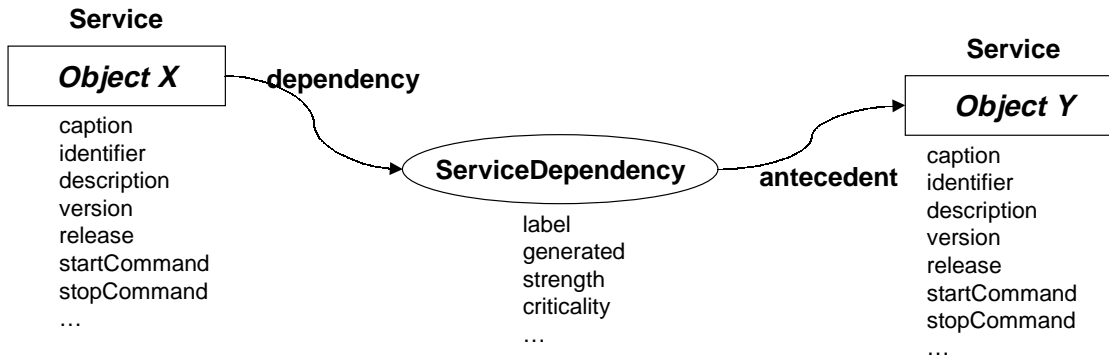 Service
Object X
caption
identifier
description
version
release
startCommand
stopCommand
…
dependency
ServiceDependency
label
generated
strength
criticality
…
antecedent
Service
Object Y
caption
identifier
description
version
release
startCommand
stopCommand
…